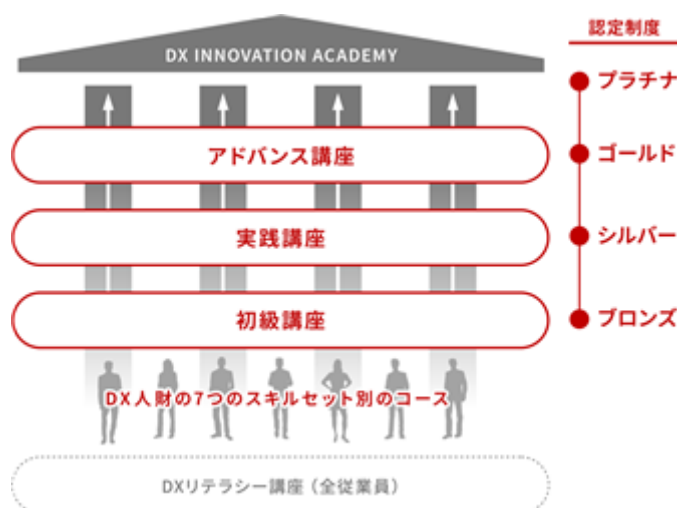 DX INNOVATION ACADEMY
認定制度
プラチナ
アドバンス講座
ゴールド
実践講座
シルバー
初級講座
ブロンズ
DX人財の7つのスキルセット別のコース
DXリテラシー講座（全従業員）